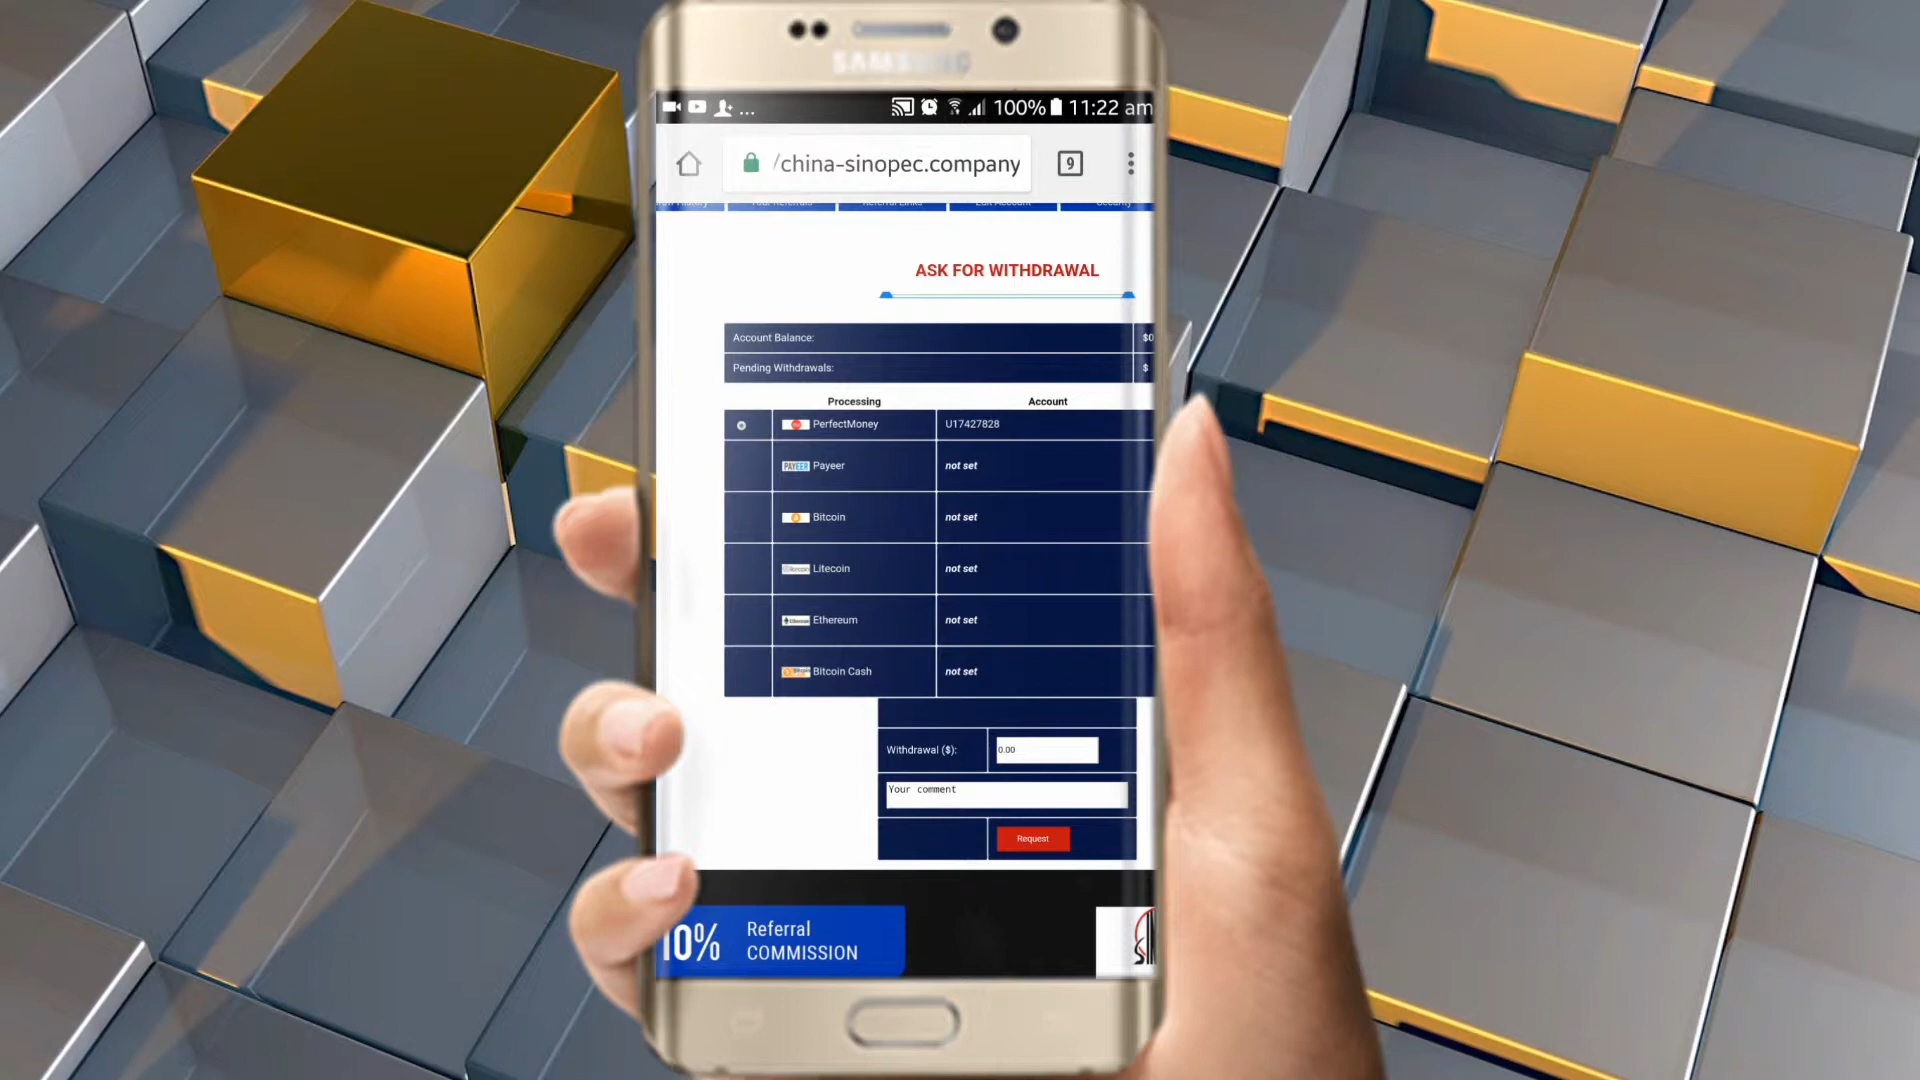 SAMSUNG
... 100% 11:22 am
/china-sinopec.company 9
Your Referrals Referral Links Edit Account Security
ASK FOR WITHDRAWAL
Account Balance: $0
Pending Withdrawals: $
Processing Account
PerfectMoney U17427828
PAYEER Payeer not set
Bitcoin not set
Litecoin not set
Ethereum not set
Bitcoin Cash not set
Withdrawal ($): 0.00
Your comment
Request
10% Referral
COMMISSION